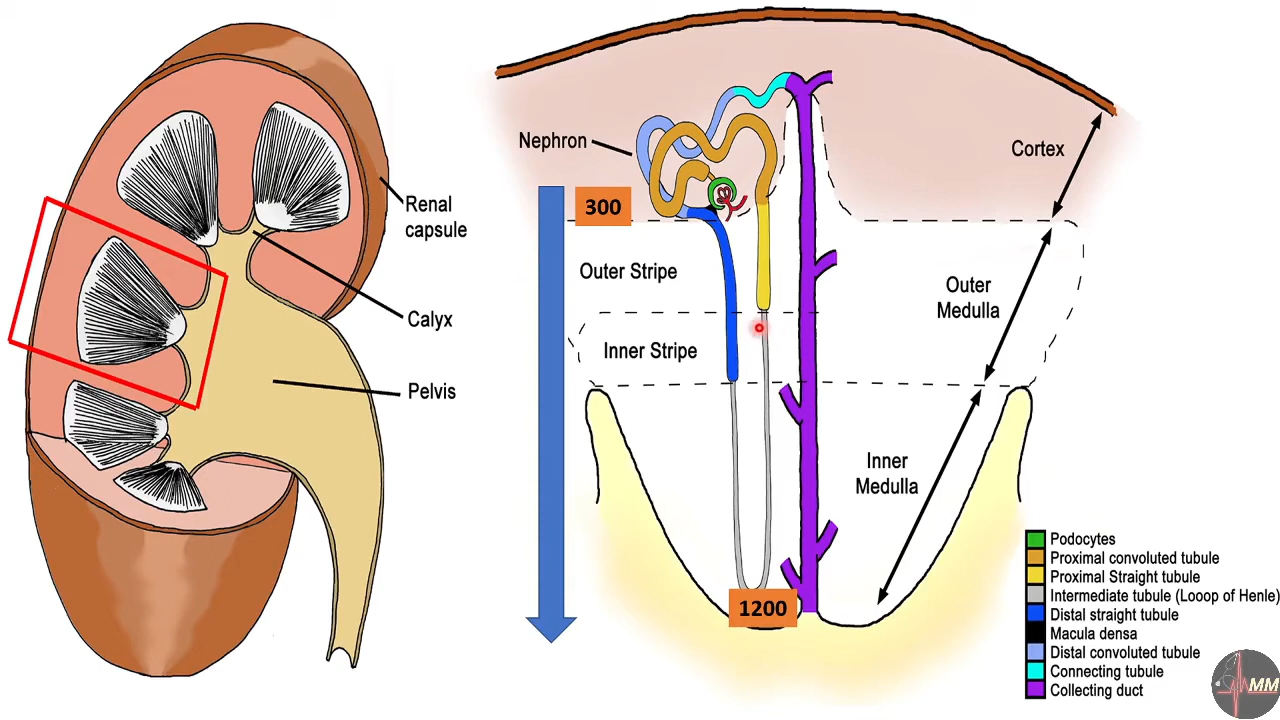 Renal
capsule
Calyx
Pelvis
Nephron
300
Outer Stripe
Inner Stripe
1200
Cortex
Outer
Medulla
Inner
Medulla
Podocytes
Proximal convoluted tubule
Proximal Straight tubule
Intermediate tubule (Looop of Henle)
Distal straight tubule
Macula densa
Distal convoluted tubule
Connecting tubule
Collecting duct
MM